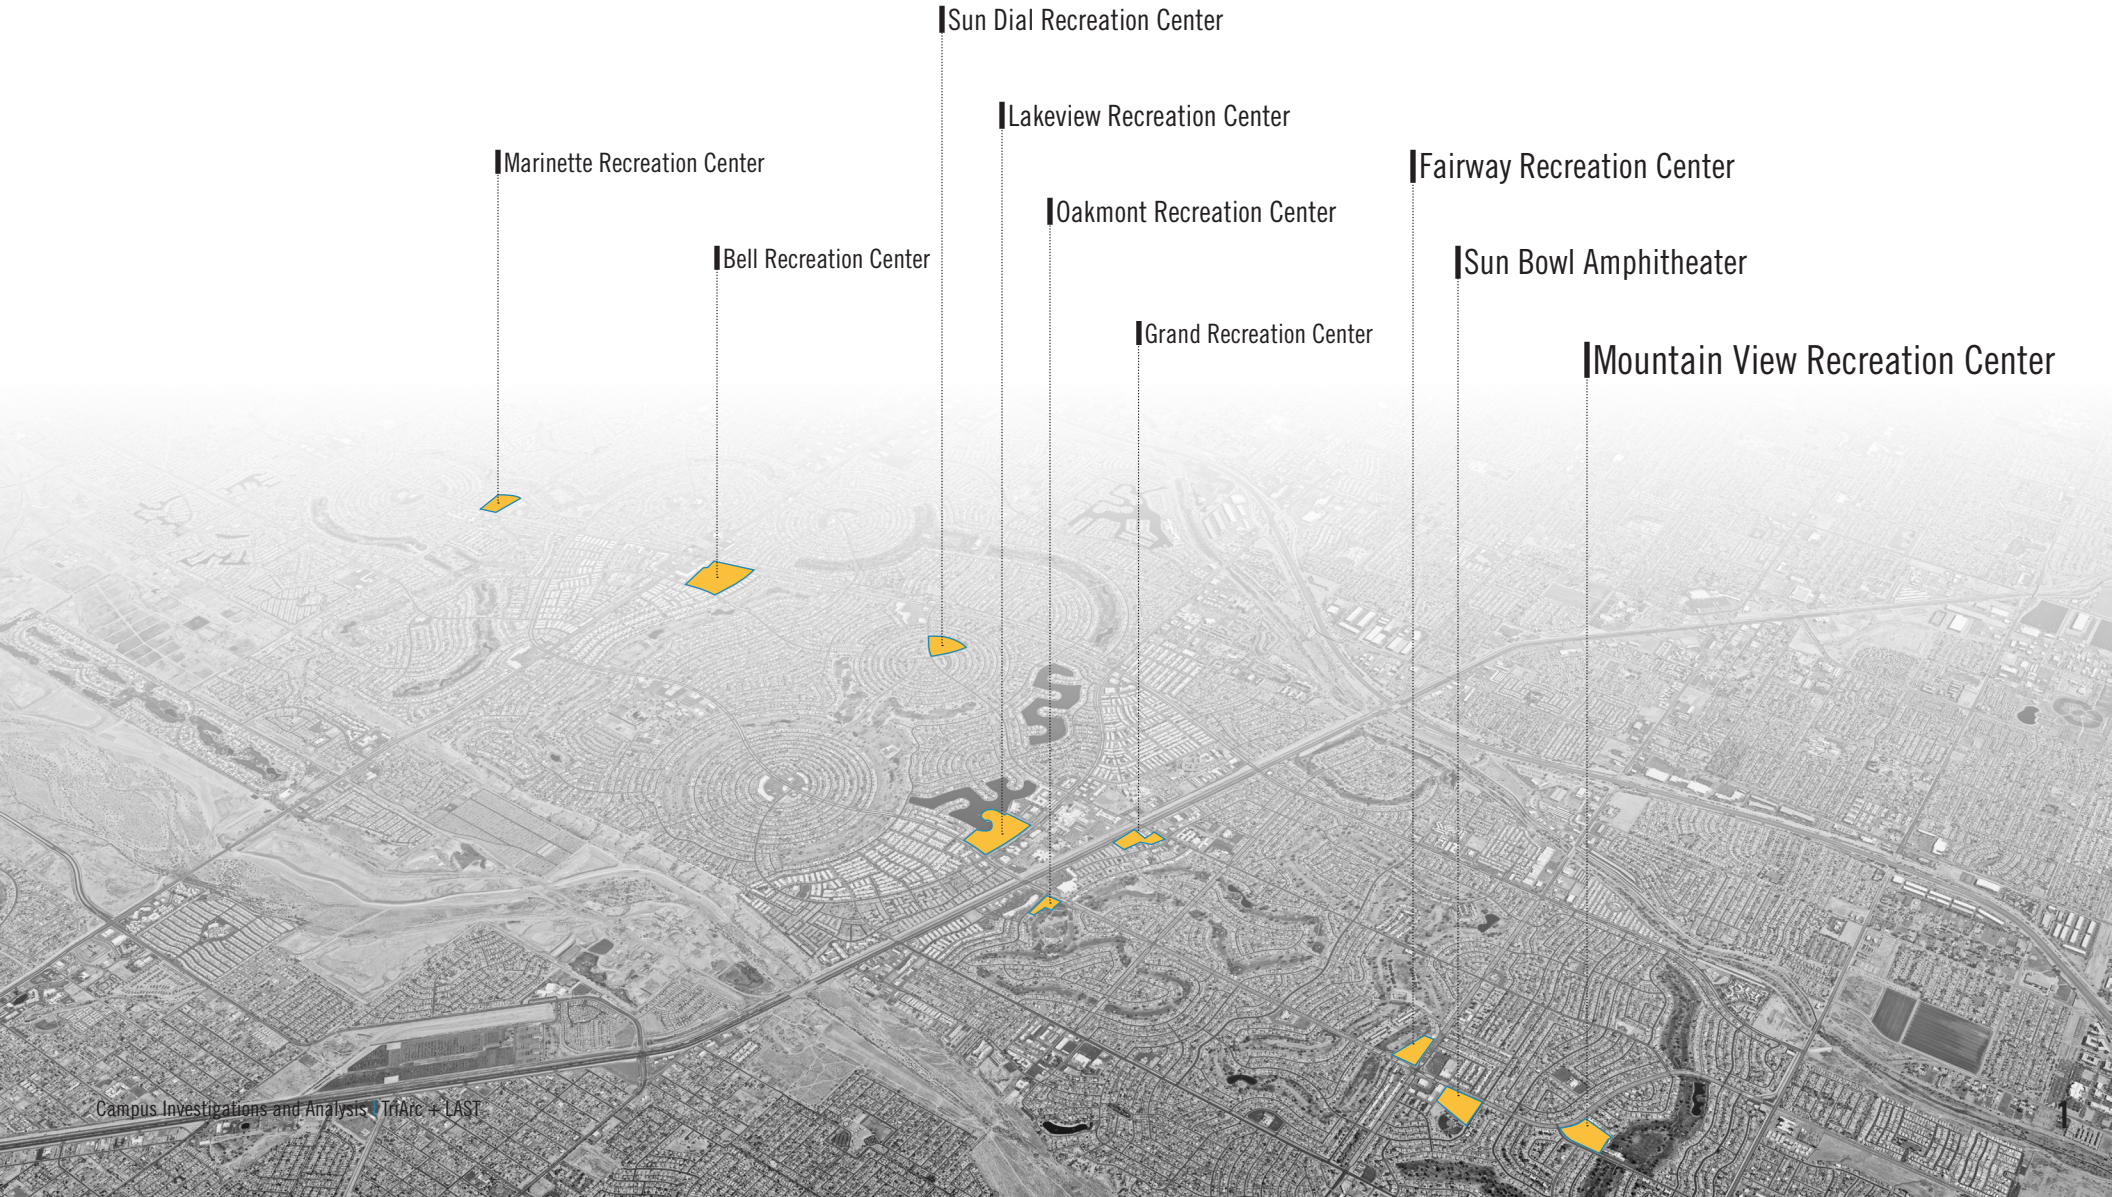 Sun Dial Recreation Center
Lakeview Recreation Center
Marinette Recreation Center
Fairway Recreation Center
Oakmont Recreation Center
Bell Recreation Center
Sun Bowl Amphitheater
Grand Recreation Center
Mountain View Recreation Center
Campus Investigations and Analysis | TriArc + LAST
1